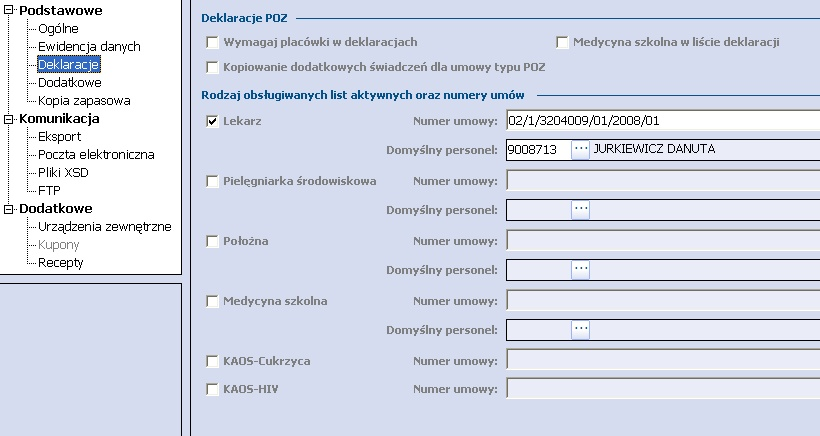 Podstawowe
Ogólne
Ewidencja danych
Deklaracje
Dodatkowe
Kopia zapasowa
Komunikacja
Eksport
Poczta elektroniczna
Pliki XSD
FTP
Dodatkowe
Urządzenia zewnętrzne
Kupony
Recepty
Deklaracje POZ
Wymagaj placówki w deklaracjach Medycyna szkolna w liście deklaracji
Kopiowanie dodatkowych świadczeń dla umowy typu POZ
Rodzaj obsługiwanych list aktywnych oraz numery umów
Lekarz Numer umowy: 02/1/3204009/01/2008/01
Domyślny personel: 9008713 ... JURKIEWICZ DANUTA
Pielęgniarka środowiskowa Numer umowy:
Domyślny personel: ...
Położna Numer umowy:
Domyślny personel: ...
Medycyna szkolna Numer umowy:
Domyślny personel: ...
KAOS-Cukrzyca Numer umowy:
KAOS-HIV Numer umowy: